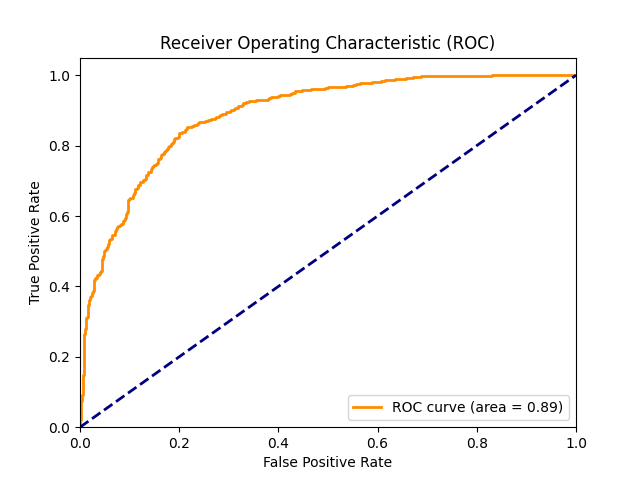 Receiver Operating Characteristic (ROC)
True Positive Rate
1.0
0.8
0.6
0.4
0.2
0.0
ROC curve (area = 0.89)
0.0 0.2 0.4 0.6 0.8 1.0
False Positive Rate